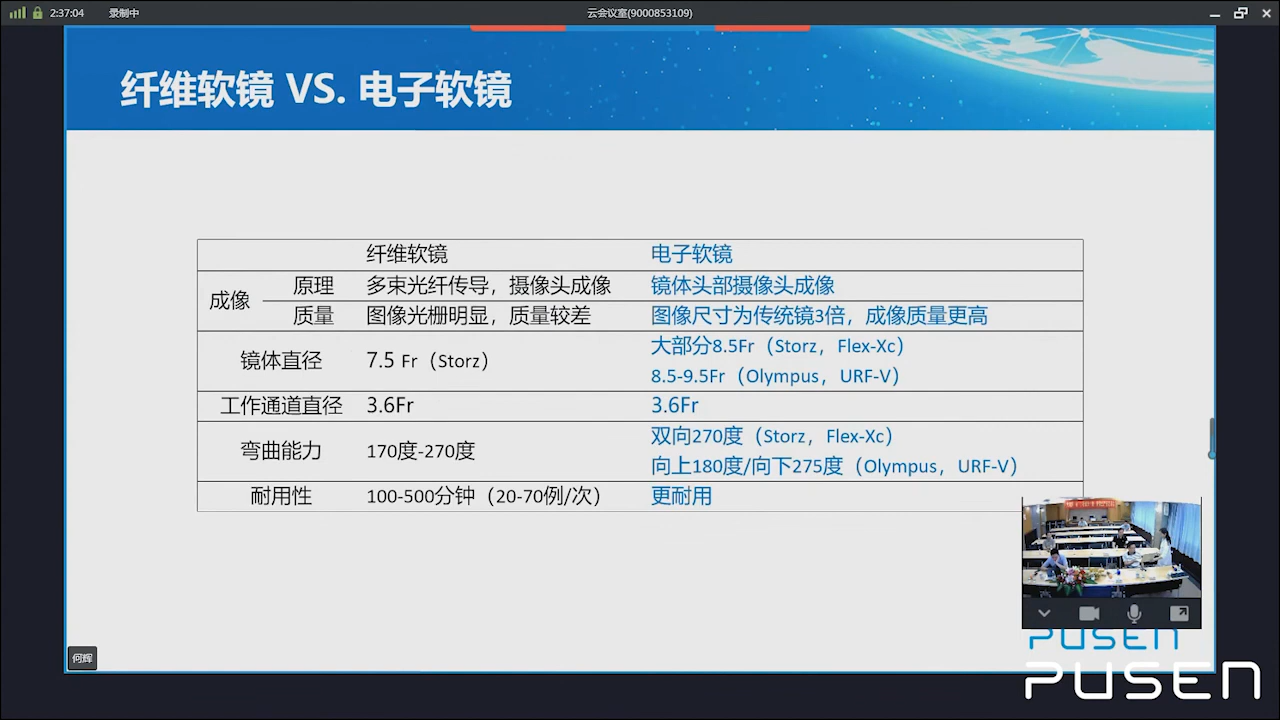 2:37:04 录制中 云会议室(9000853109)
纤维软镜 VS. 电子软镜
纤维软镜 电子软镜
成像 原理 多束光纤传导，摄像头成像 镜体头部摄像头成像
质量 图像光栅明显，质量较差 图像尺寸为传统镜3倍，成像质量更高
镜体直径 7.5 Fr（Storz） 大部分8.5Fr（Storz，Flex-Xc）
8.5-9.5Fr（Olympus，URF-V）
工作通道直径 3.6Fr 3.6Fr
弯曲能力 170度-270度 双向270度（Storz，Flex-Xc）
向上180度/向下275度（Olympus，URF-V）
耐用性 100-500分钟（20-70例/次） 更耐用
何辉
PUSEN
PUSEN